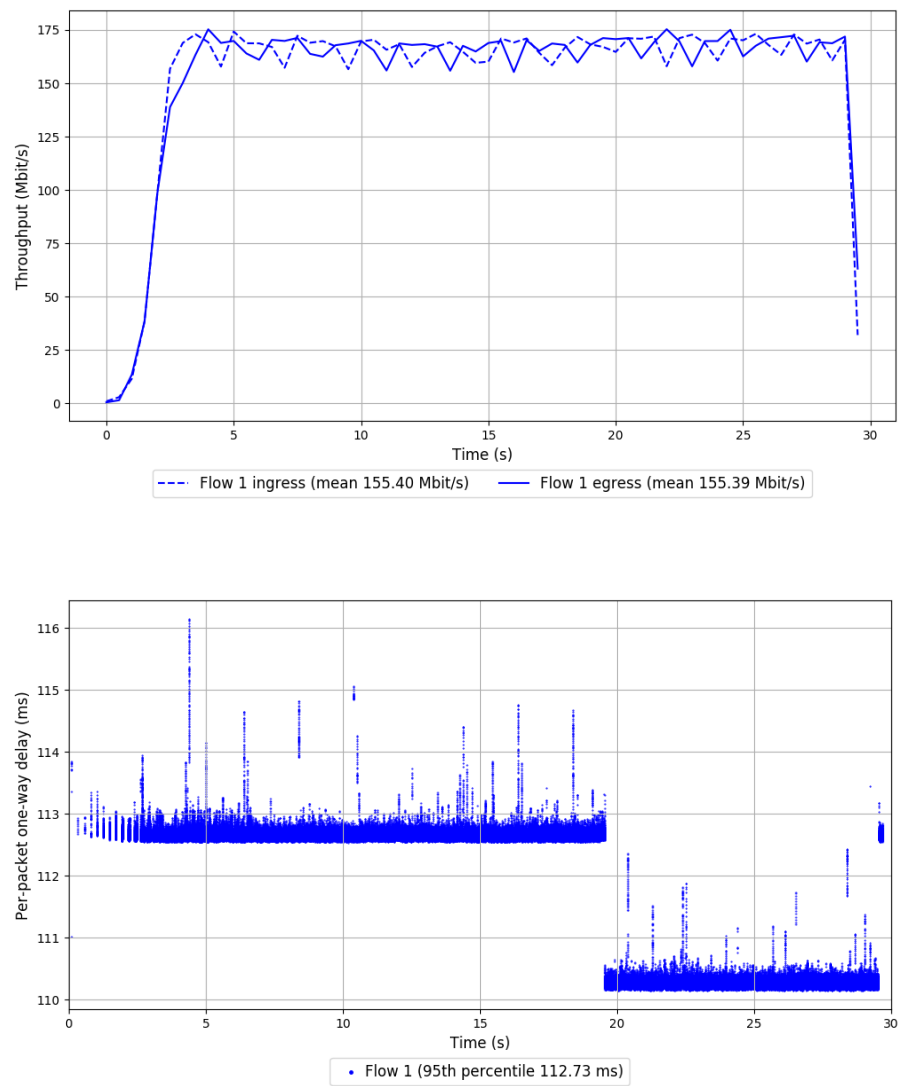 175
150
125
100
75
50
25
0
Throughput (Mbit/s)
0 5 10 15 20 25 30
Time (s)
Flow 1 ingress (mean 155.40 Mbit/s) Flow 1 egress (mean 155.39 Mbit/s)
116
115
114
113
112
111
110
Per-packet one-way delay (ms)
0 5 10 15 20 25 30
Time (s)
Flow 1 (95th percentile 112.73 ms)